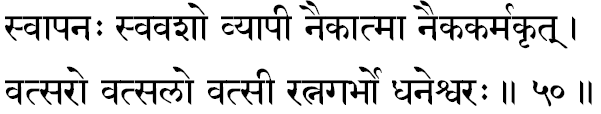 स्वापनः स्ववशो व्यापी नैकात्मा नैककर्मकृत् ।
वत्सरो वत्सलो वत्सी रत्नगर्भो धनेश्वरः ॥ ५० ॥